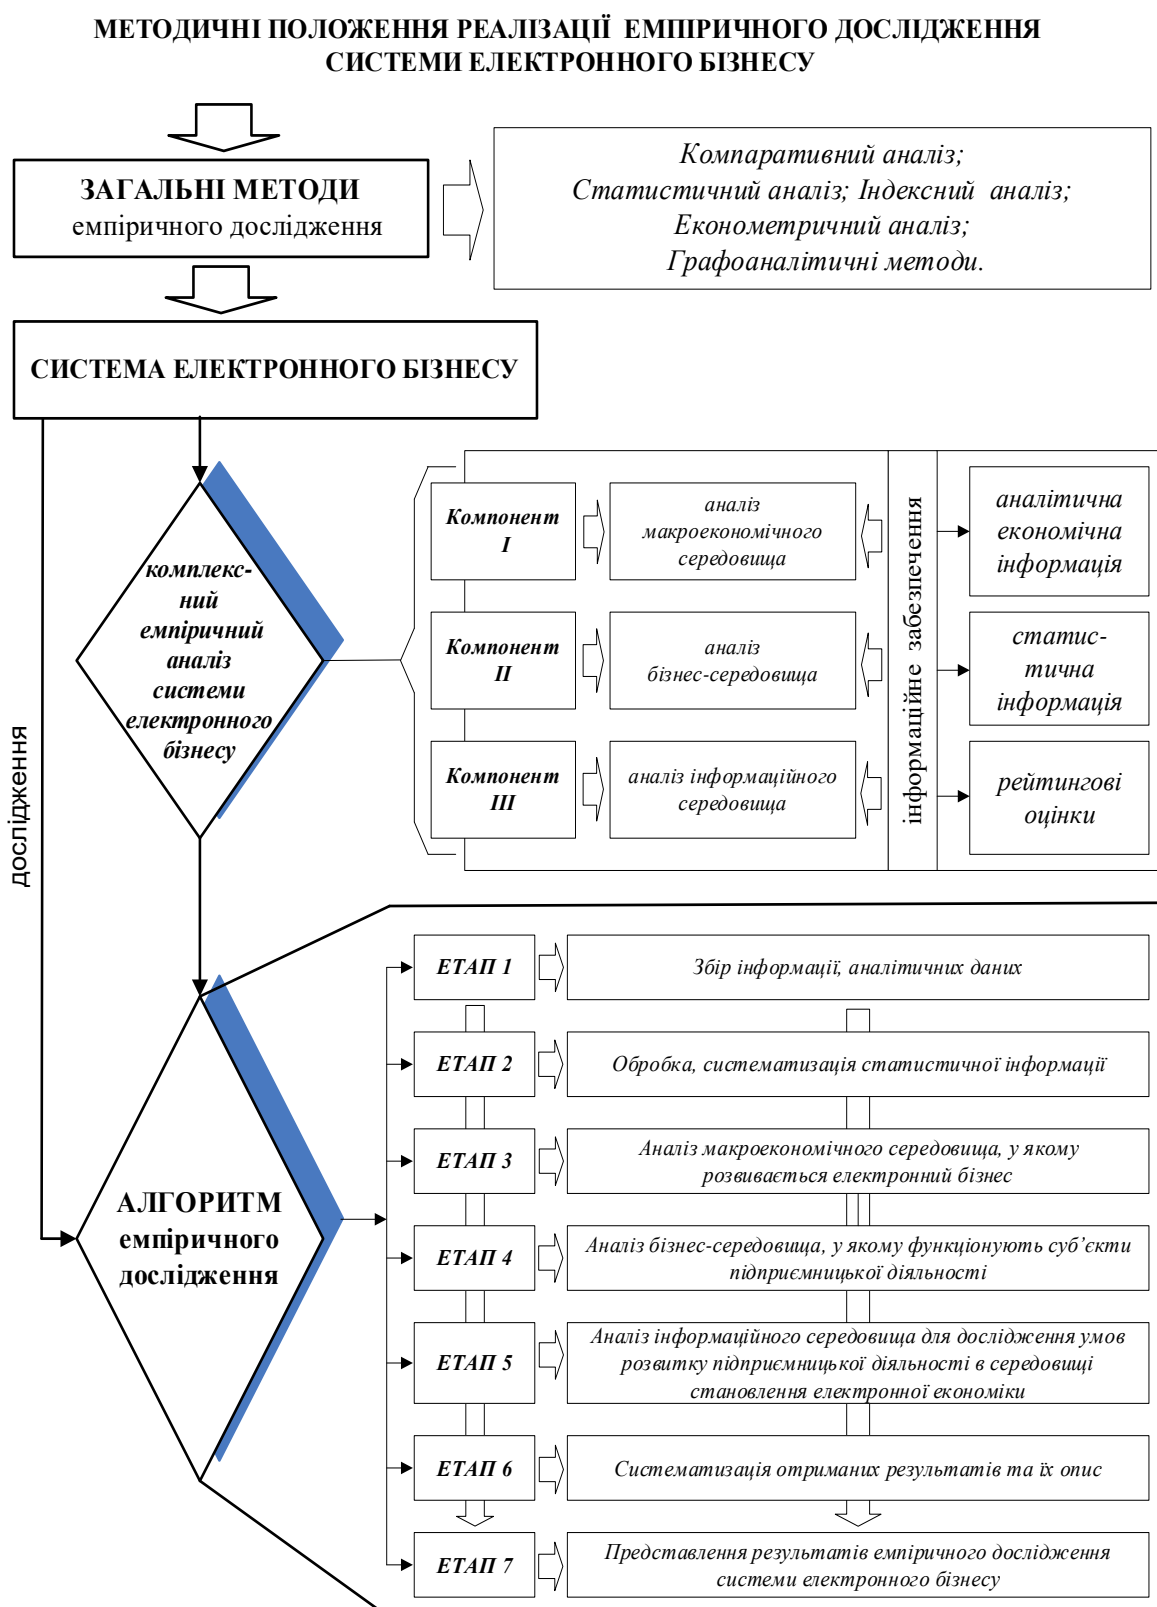 МЕТОДИЧНІ ПОЛОЖЕННЯ РЕАЛІЗАЦІЇ ЕМПІРИЧНОГО ДОСЛІДЖЕННЯ
СИСТЕМИ ЕЛЕКТРОННОГО БІЗНЕСУ
ЗАГАЛЬНІ МЕТОДИ
емпіричного дослідження
Компаративний аналіз;
Статистичний аналіз; Індексний аналіз;
Економетричний аналіз;
Графоаналітичні методи.
СИСТЕМА ЕЛЕКТРОННОГО БІЗНЕСУ
дослідження
комплекс-
ний
емпіричний
аналіз
системи
електронного
бізнесу
Компонент
I
аналіз
макроекономічного
середовища
Компонент
II
аналіз
бізнес-середовища
Компонент
III
аналіз інформаційного
середовища
інформаційне забезпечення
аналітична
економічна
інформація
статис-
тична
інформація
рейтингові
оцінки
АЛГОРИТМ
емпіричного
дослідження
ЕТАП 1
Збір інформації, аналітичних даних
ЕТАП 2
Обробка, систематизація статистичної інформації
ЕТАП 3
Аналіз макроекономічного середовища, у якому
розвивається електронний бізнес
ЕТАП 4
Аналіз бізнес-середовища, у якому функціонують суб’єкти
підприємницької діяльності
ЕТАП 5
Аналіз інформаційного середовища для дослідження умов
розвитку підприємницької діяльності в середовищі
становлення електронної економіки
ЕТАП 6
Систематизація отриманих результатів та їх опис
ЕТАП 7
Представлення результатів емпіричного дослідження
системи електронного бізнесу